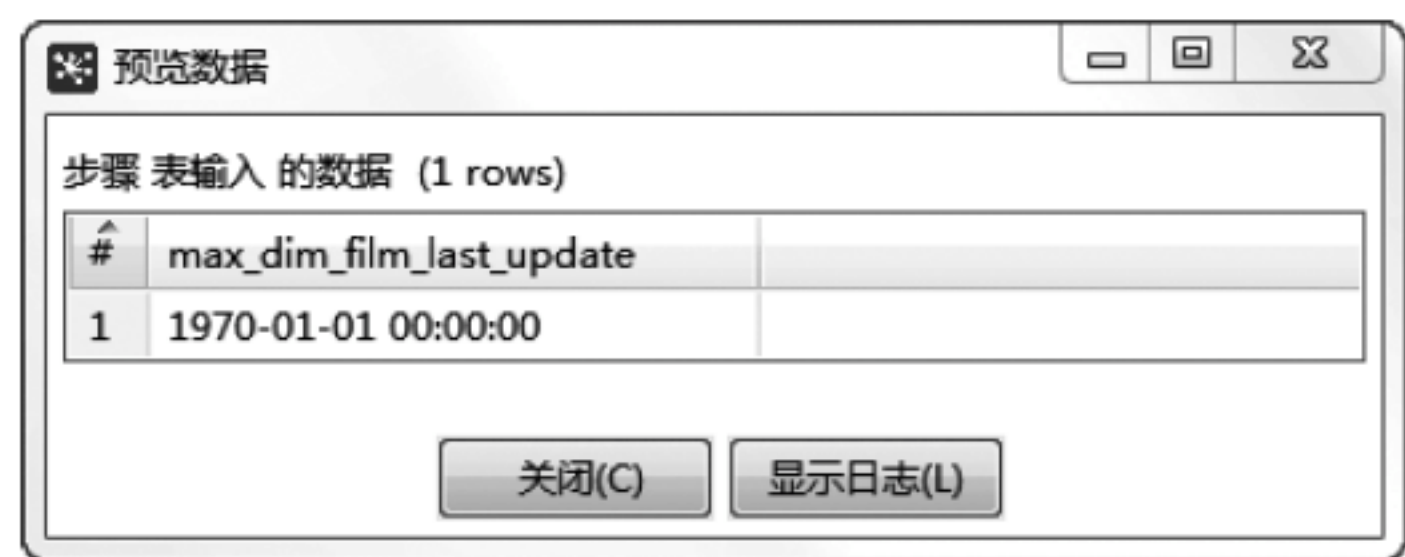 预览数据
步骤 表输入 的数据 (1 rows)
# max_dim_film_last_update
1 1970-01-01 00:00:00
关闭(C) 显示日志(L)